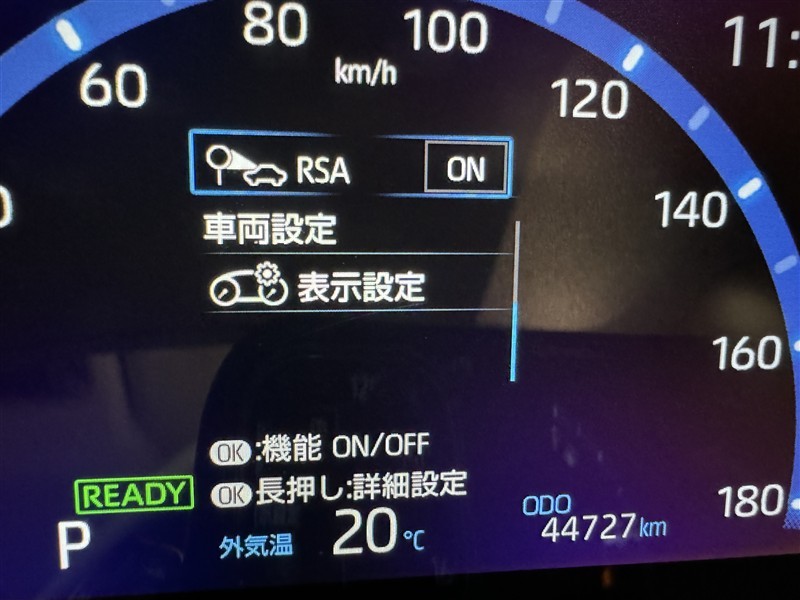 80
100
11:
60
km/h
120
RSA ON
140
車両設定
表示設定
160
OK:機能 ON/OFF
READY
OK長押し:詳細設定
180
P
外気温 20℃
ODO
44727km